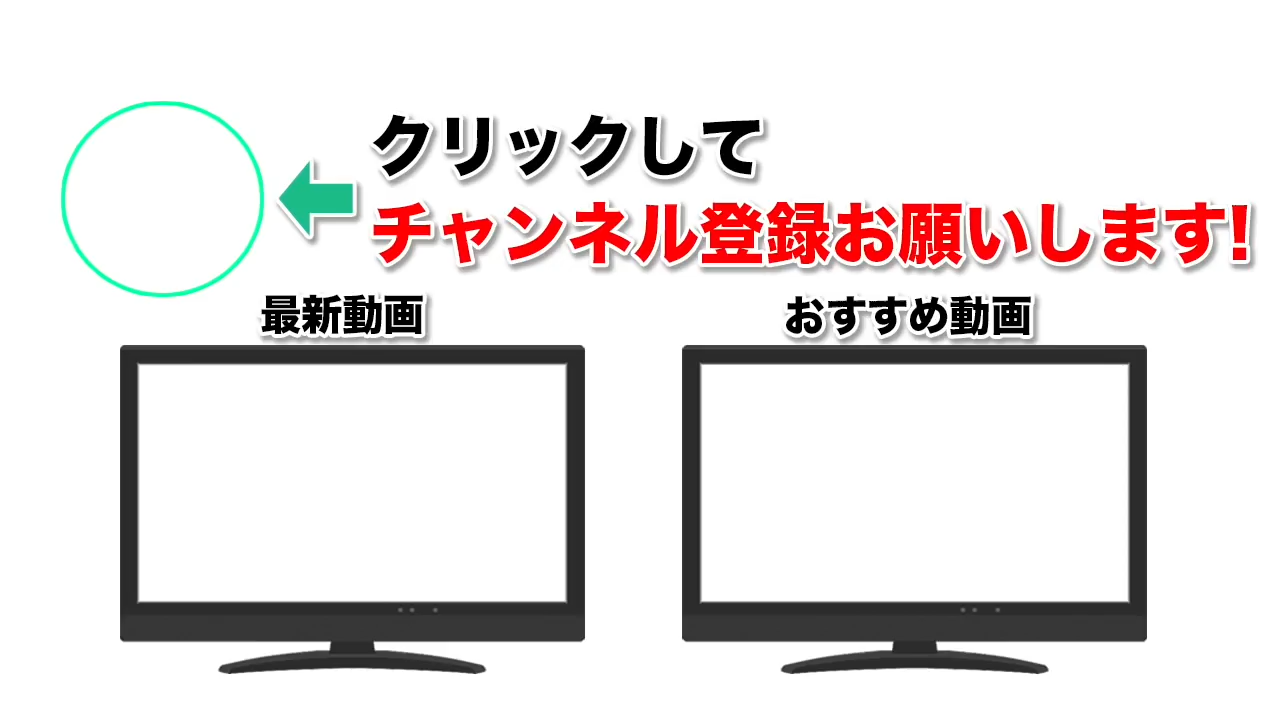 クリックして
チャンネル登録お願いします!
最新動画
おすすめ動画